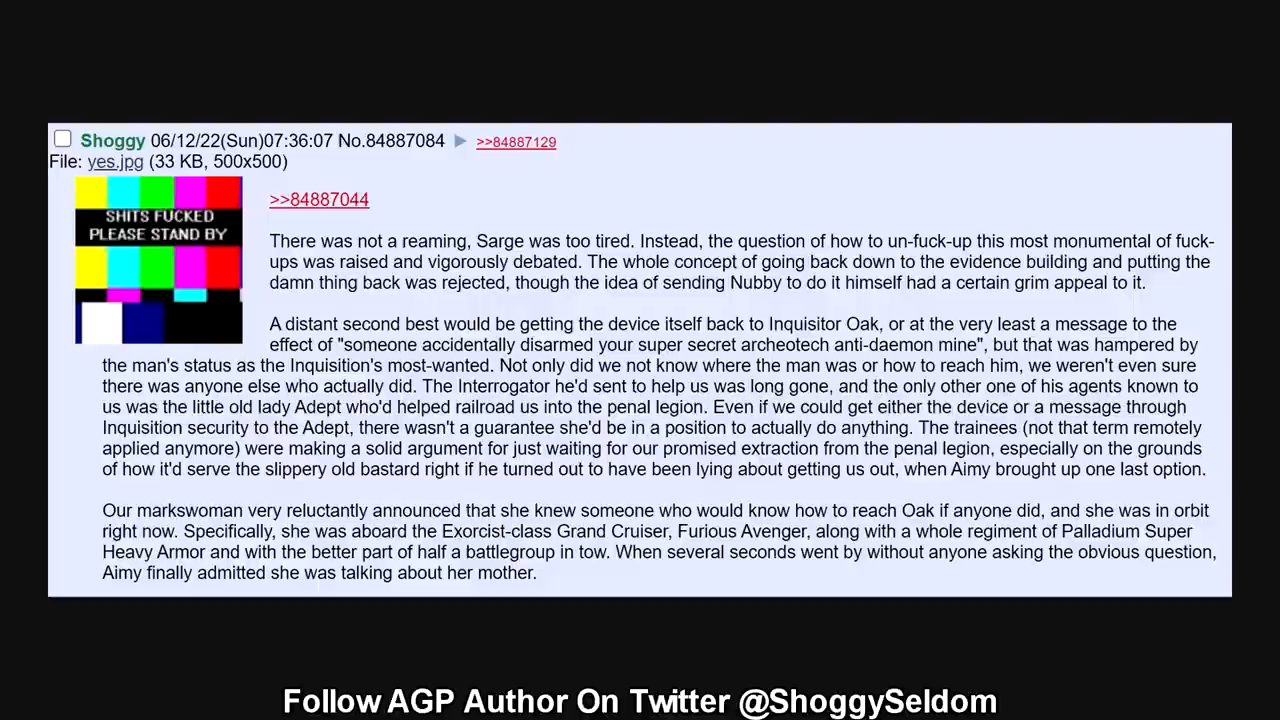 Shoggy 06/12/22(Sun)07:36:07 No.84887084 ▶ >>84887129
File: yes.jpg (33 KB, 500x500)
SHITS FUCKED
PLEASE STAND BY
>>84887044
There was not a reaming, Sarge was too tired. Instead, the question of how to un-fuck-up this most monumental of fuck-
ups was raised and vigorously debated. The whole concept of going back down to the evidence building and putting the
damn thing back was rejected, though the idea of sending Nubby to do it himself had a certain grim appeal to it.
A distant second best would be getting the device itself back to Inquisitor Oak, or at the very least a message to the
effect of "someone accidentally disarmed your super secret archeotech anti-daemon mine", but that was hampered by
the man's status as the Inquisition's most-wanted. Not only did we not know where the man was or how to reach him, we weren't even sure
there was anyone else who actually did. The Interrogator he'd sent to help us was long gone, and the only other one of his agents known to
us was the little old lady Adept who'd helped railroad us into the penal legion. Even if we could get either the device or a message through
Inquisition security to the Adept, there wasn't a guarantee she'd be in a position to actually do anything. The trainees (not that term remotely
applied anymore) were making a solid argument for just waiting for our promised extraction from the penal legion, especially on the grounds
of how it'd serve the slippery old bastard right if he turned out to have been lying about getting us out, when Aimy brought up one last option.
Our markswoman very reluctantly announced that she knew someone who would know how to reach Oak if anyone did, and she was in orbit
right now. Specifically, she was aboard the Exorcist-class Grand Cruiser, Furious Avenger, along with a whole regiment of Palladium Super
Heavy Armor and with the better part of half a battlegroup in tow. When several seconds went by without anyone asking the obvious question,
Aimy finally admitted she was talking about her mother.
Follow AGP Author On Twitter @ShoggySeldom